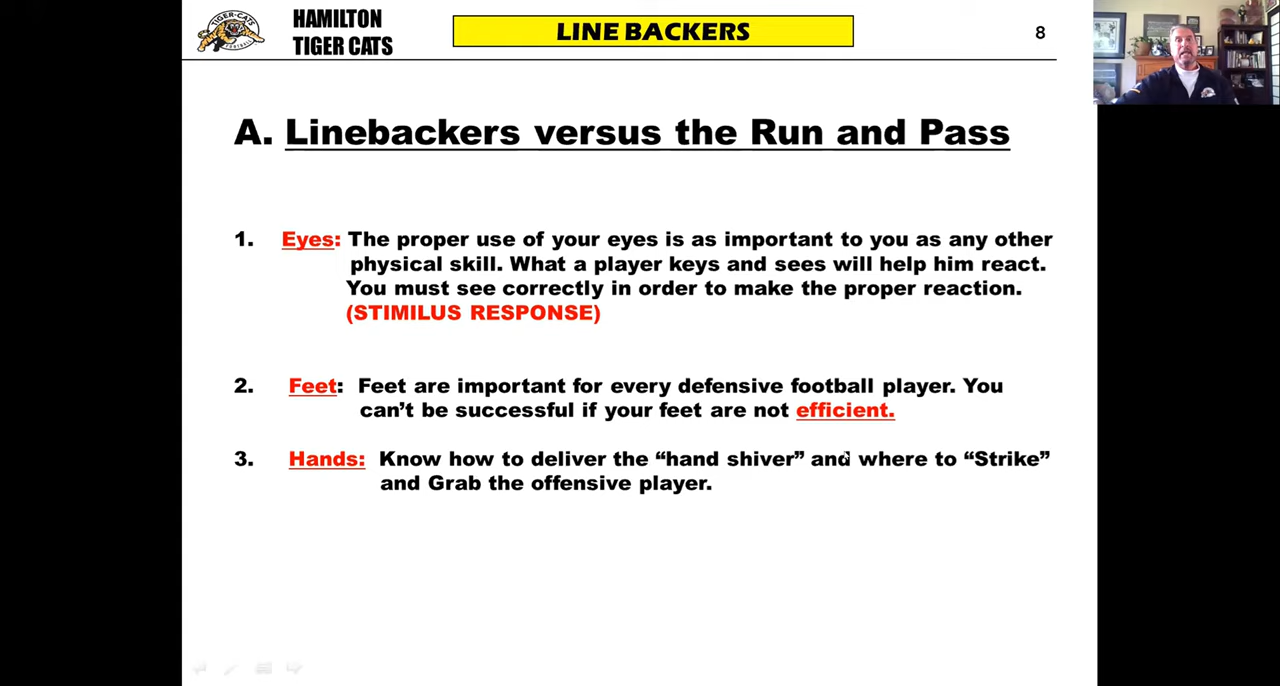 TIGER-CATS
FOOTBALL
HAMILTON
TIGER CATS
LINE BACKERS
8
A. Linebackers versus the Run and Pass
1. Eyes: The proper use of your eyes is as important to you as any other
physical skill. What a player keys and sees will help him react.
You must see correctly in order to make the proper reaction.
(STIMILUS RESPONSE)
2. Feet: Feet are important for every defensive football player. You
can’t be successful if your feet are not efficient.
3. Hands: Know how to deliver the “hand shiver” and where to “Strike”
and Grab the offensive player.